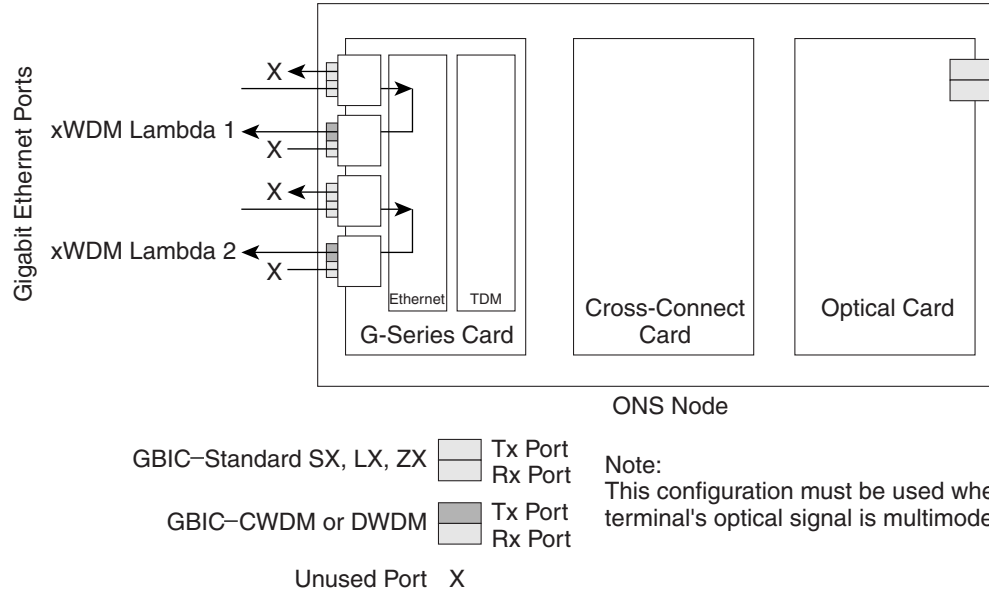 Gigabit Ethernet Ports
X
xWDM Lambda 1
X
X
xWDM Lambda 2
X
Ethernet
TDM
G-Series Card
Cross-Connect
Card
Optical Card
ONS Node
GBIC–Standard SX, LX, ZX
Tx Port
Rx Port
GBIC–CWDM or DWDM
Tx Port
Rx Port
Unused Port X
Note:
This configuration must be used whe
terminal's optical signal is multimode